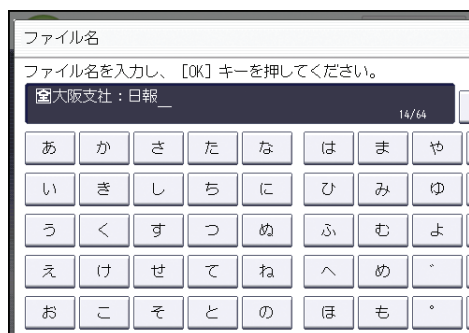 ファイル名
ファイル名を入力し、［OK］キーを押してください。
全大阪支社：日報_
14/64
あ か さ た な は ま や
い き し ち に ひ み ゆ
う く す つ ぬ ふ む よ
え け せ て ね へ め ゛
お こ そ と の ほ も ゜